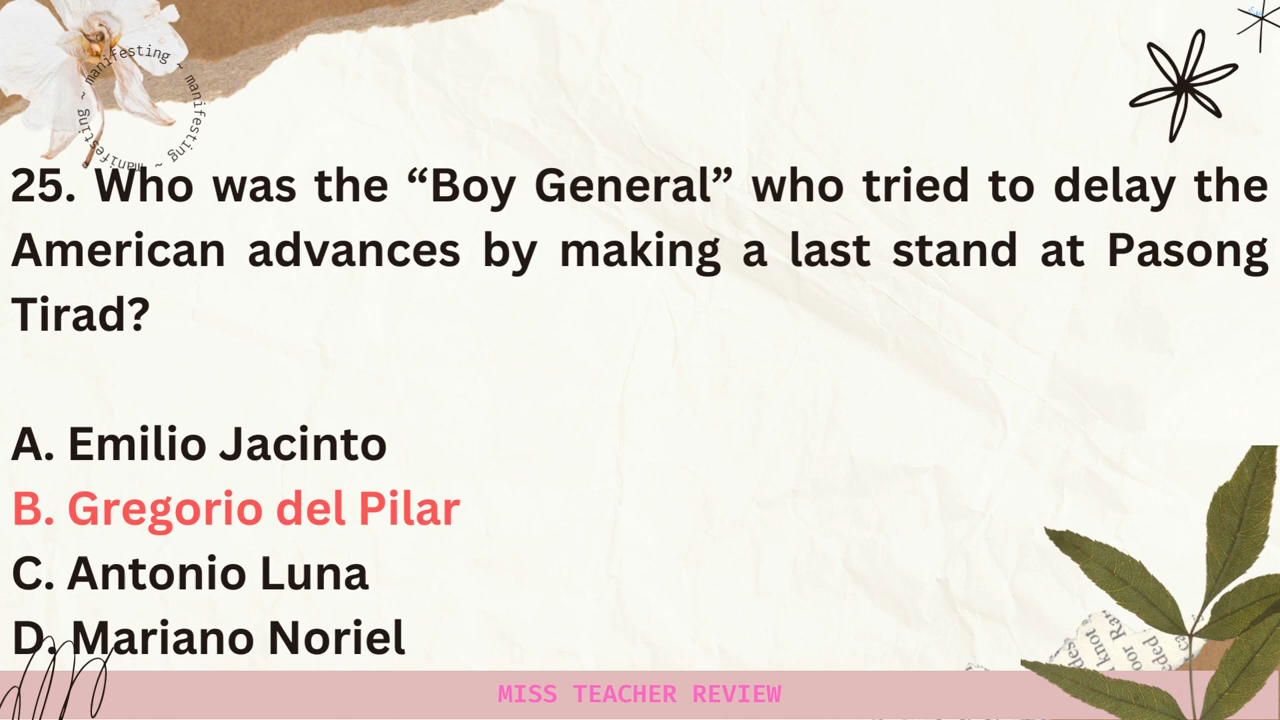 manifesting ~ manifesting ~ manifesting ~ manifesting ~
25. Who was the “Boy General” who tried to delay the
American advances by making a last stand at Pasong
Tirad?
A. Emilio Jacinto
B. Gregorio del Pilar
C. Antonio Luna
D. Mariano Noriel
MISS TEACHER REVIEW